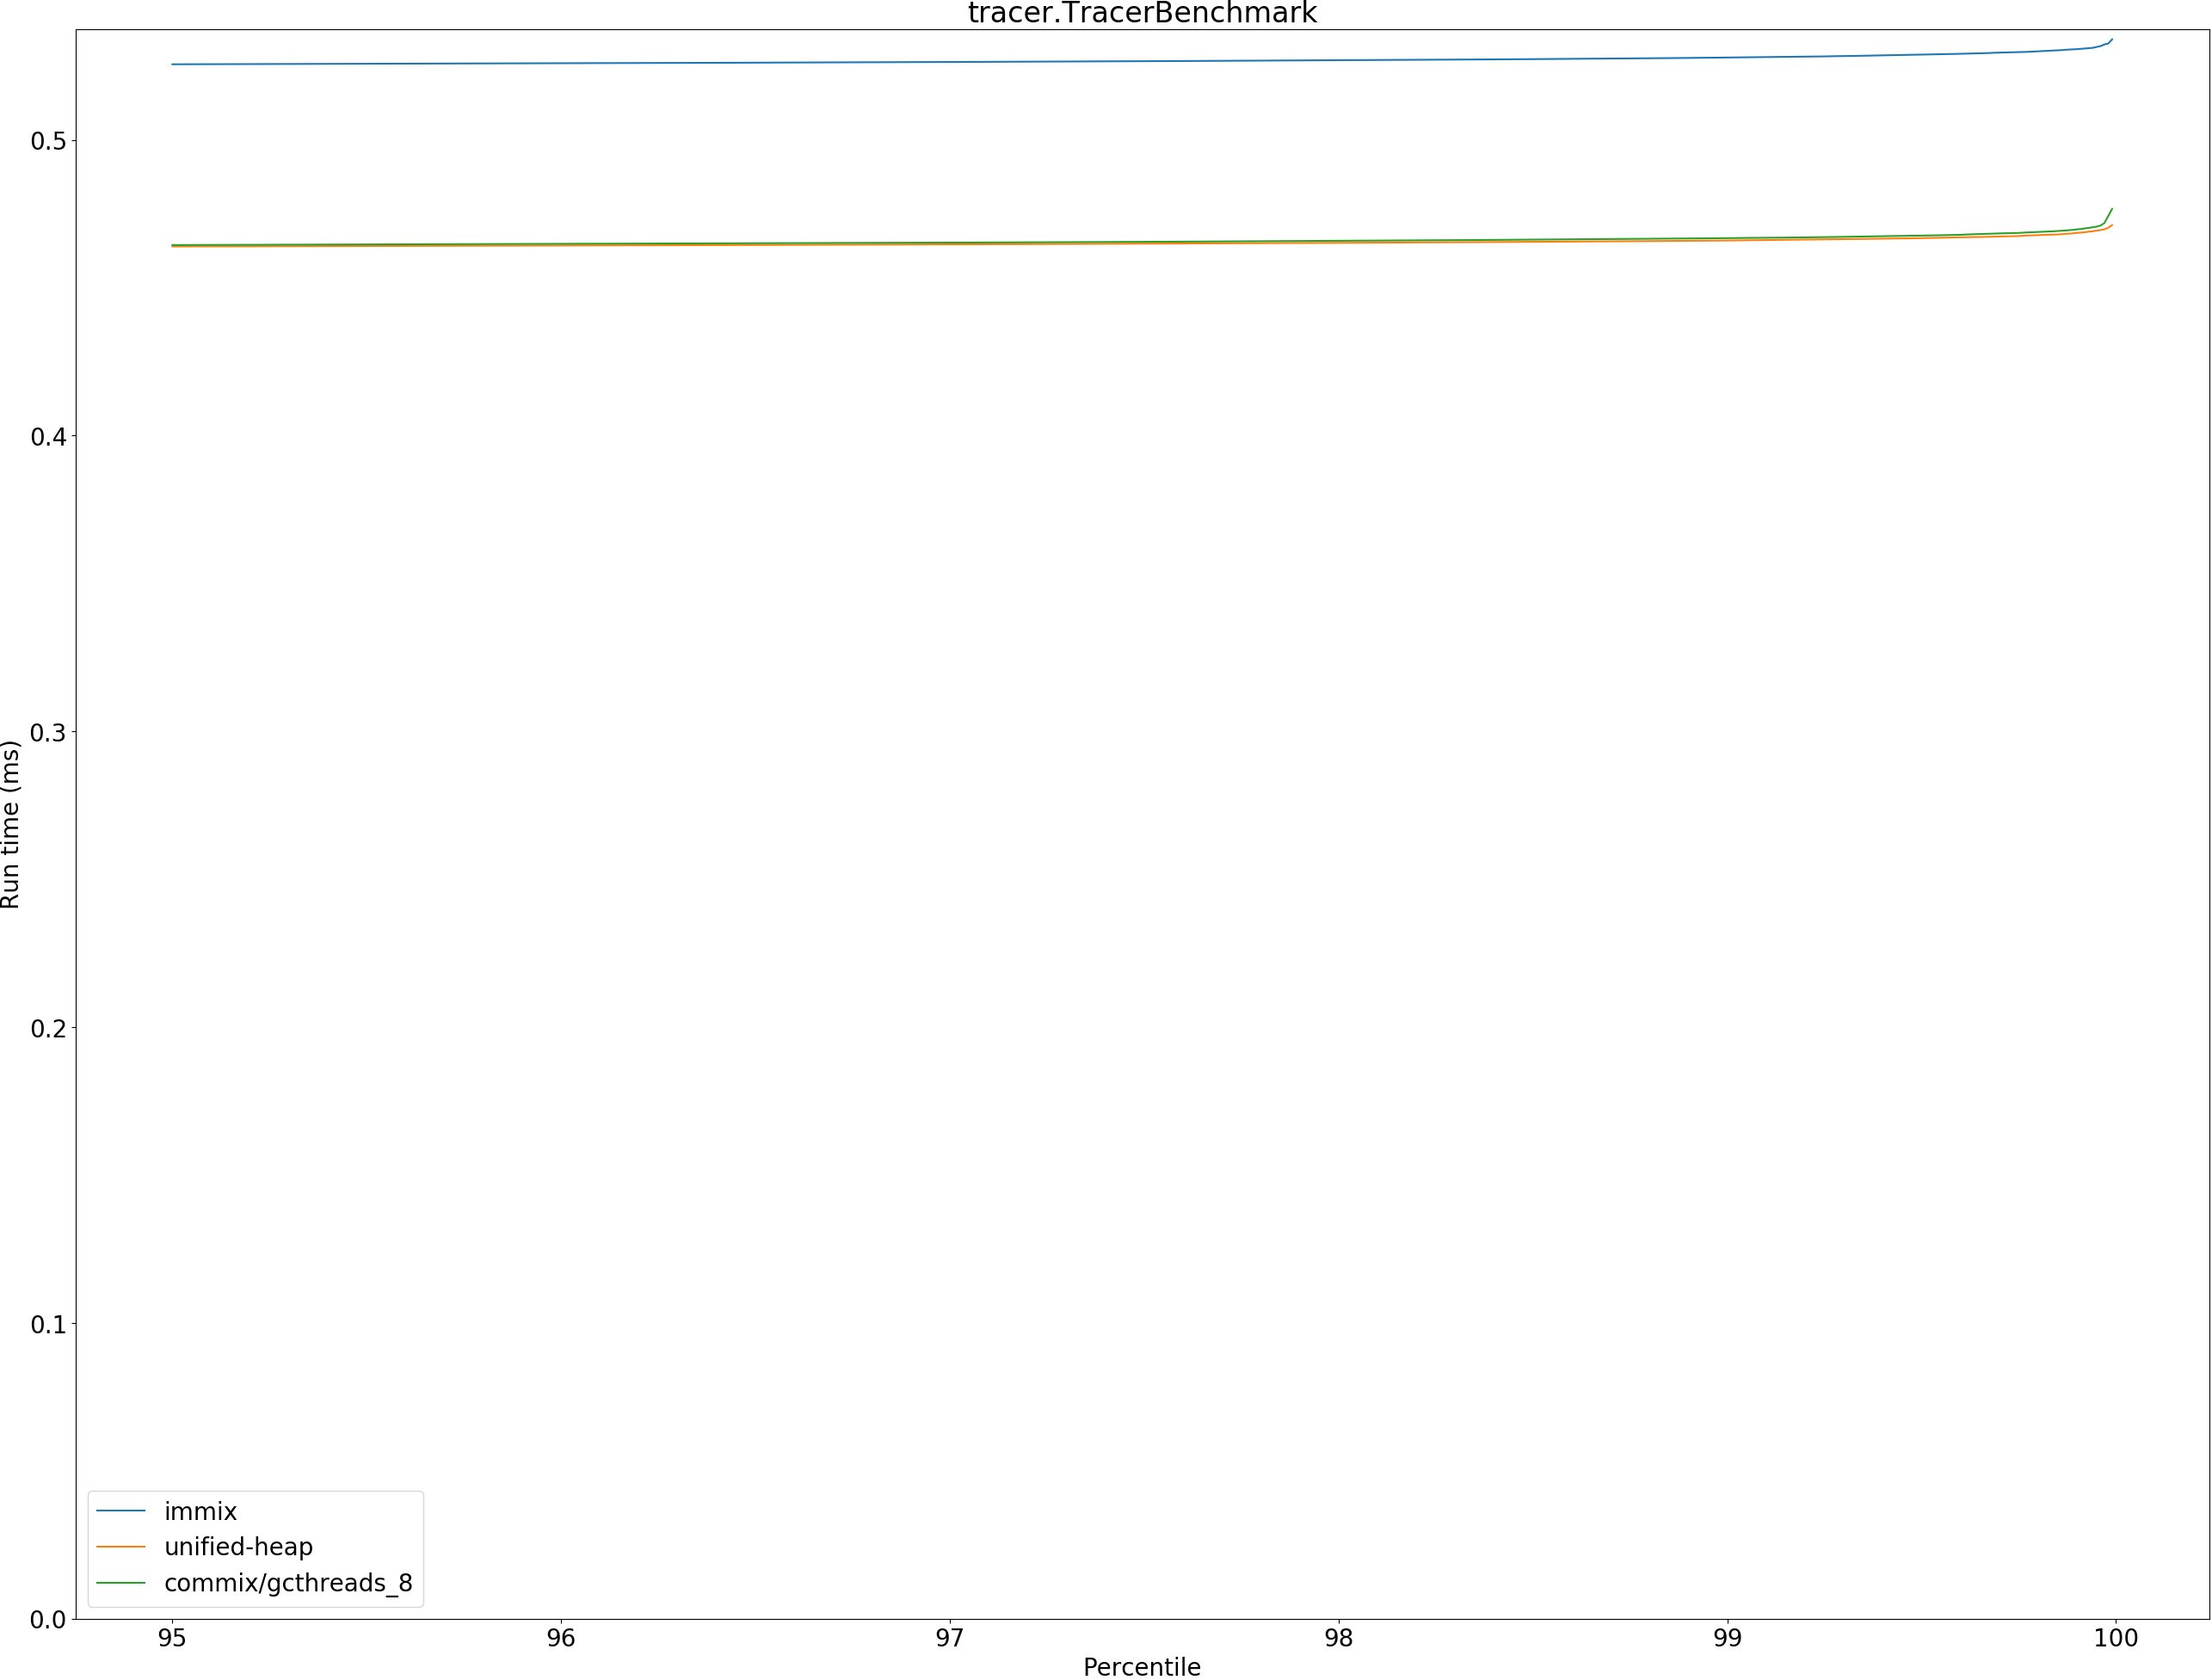 tracer.TracerBenchmark
Run time (ms)
0.5
0.4
0.3
0.2
0.1
0.0
immix
unified-heap
commix/gcthreads_8
95 96 97 98 99 100
Percentile